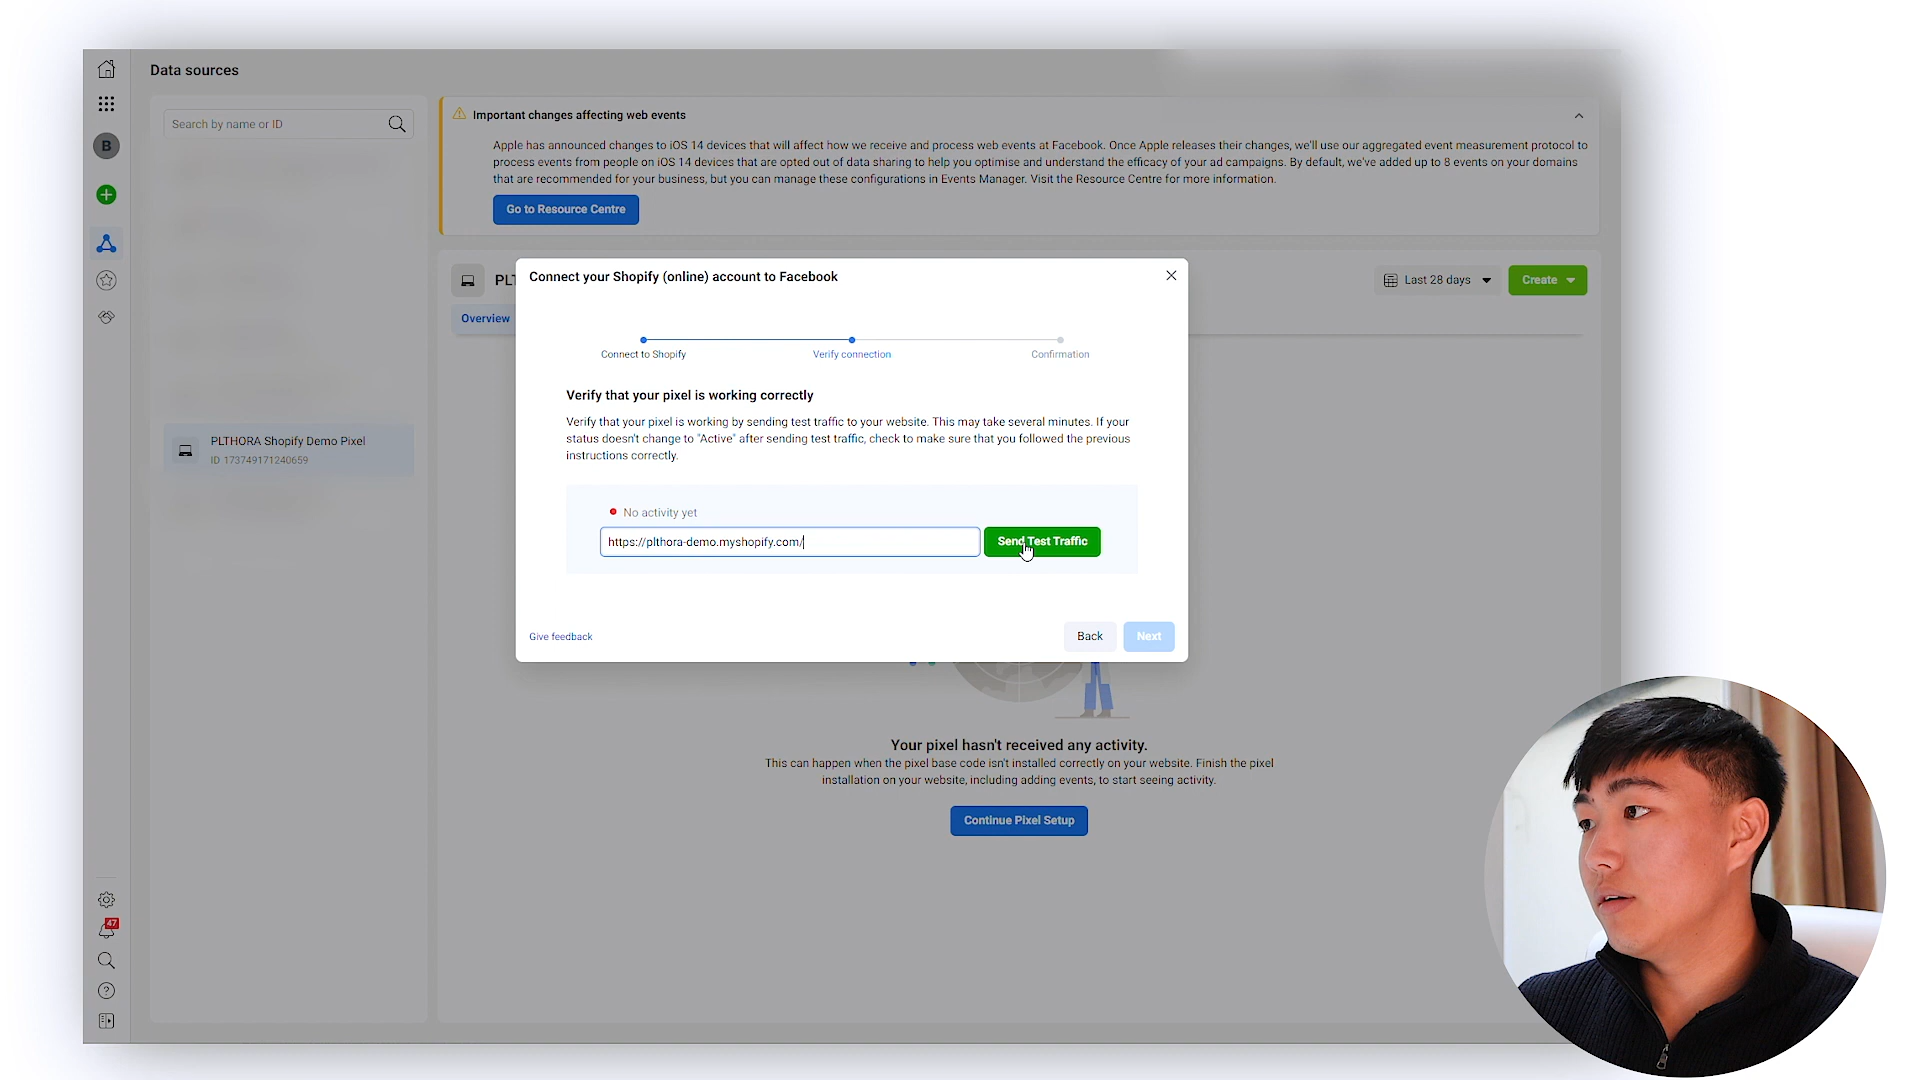 Data sources
Search by name or ID
B
Important changes affecting web events
Apple has announced changes to iOS 14 devices that will affect how we receive and process web events at Facebook. Once Apple releases their changes, we'll use our aggregated event measurement protocol to
process events from people on iOS 14 devices that are opted out of data sharing to help you optimise and understand the efficacy of your ad campaigns. By default, we've added up to 8 events on your domains
that are recommended for your business, but you can manage these configurations in Events Manager. Visit the Resource Centre for more information.
Go to Resource Centre
PLT
Last 28 days
Create
Overview
Connect your Shopify (online) account to Facebook
Connect to Shopify
Verify connection
Confirmation
Verify that your pixel is working correctly
Verify that your pixel is working by sending test traffic to your website. This may take several minutes. If your
status doesn't change to "Active" after sending test traffic, check to make sure that you followed the previous
instructions correctly.
No activity yet
https://plthora-demo.myshopify.com/
Send Test Traffic
Give feedback
Back
Next
PLTHORA Shopify Demo Pixel
ID 173749171240659
Your pixel hasn't received any activity.
This can happen when the pixel base code isn't installed correctly on your website. Finish the pixel
installation on your website, including adding events, to start seeing activity.
Continue Pixel Setup
47